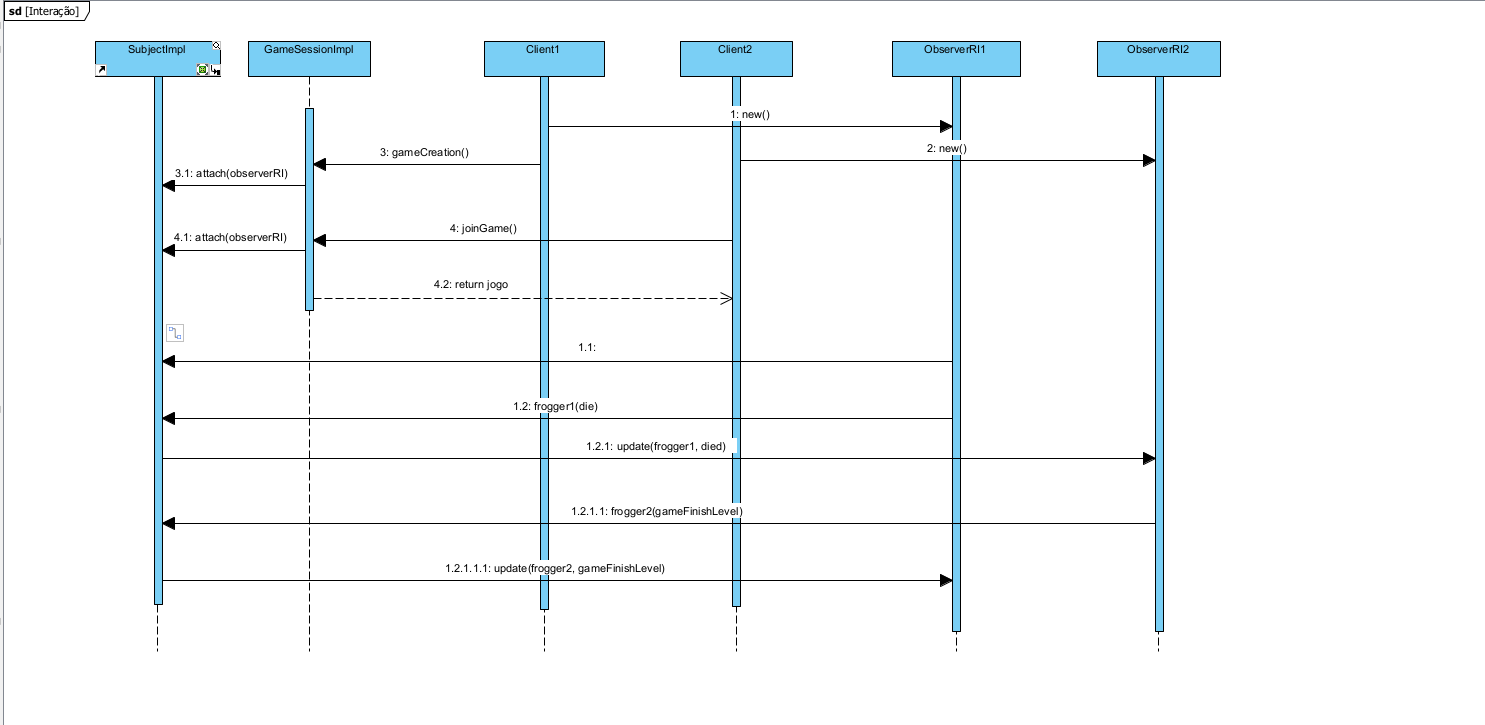 sd [Interação]
SubjectImpl
GameSessionImpl
Client1
Client2
ObserverRI1
ObserverRI2
1: new()
2: new()
3: gameCreation()
3.1: attach(observerRI)
4: joinGame()
4.1: attach(observerRI)
4.2: return jogo
1.1:
1.2: frogger1(die)
1.2.1: update(frogger1, died)
1.2.1.1: frogger2(gameFinishLevel)
1.2.1.1.1: update(frogger2, gameFinishLevel)